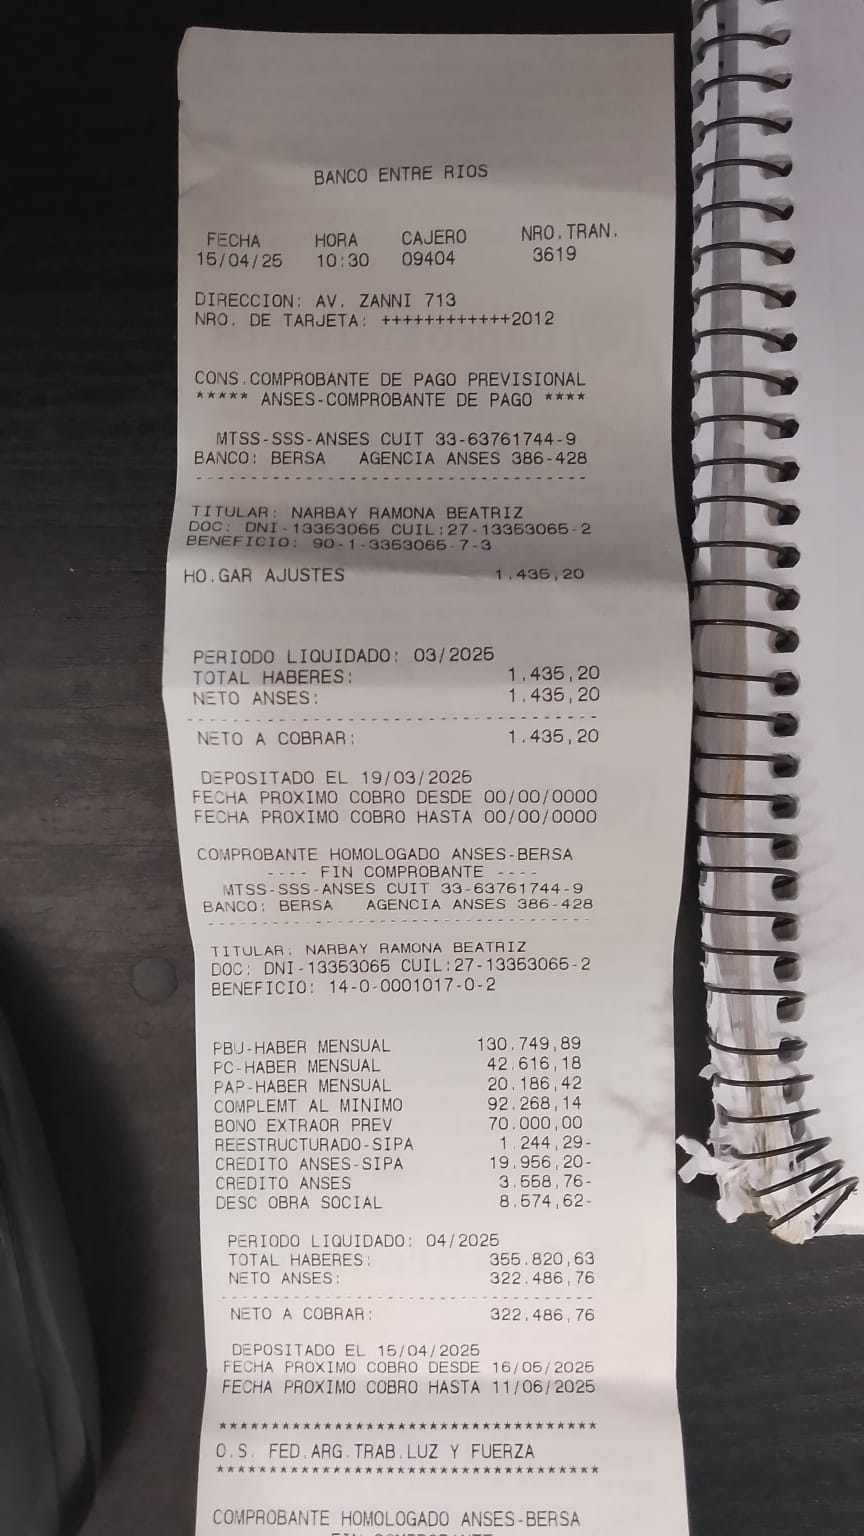 BANCO ENTRE RIOS
FECHA HORA CAJERO NRO.TRAN.
15/04/25 10:30 09404 3619
DIRECCION: AV. ZANNI 713
NRO. DE TARJETA: ++++++++++++2012
CONS.COMPROBANTE DE PAGO PREVISIONAL
***** ANSES-COMPROBANTE DE PAGO ****
MTSS-SSS-ANSES CUIT 33-63761744-9
BANCO: BERSA AGENCIA ANSES 386-428
------------------------------------
TITULAR: NARBAY RAMONA BEATRIZ
DOC: DNI-13353065 CUIL:27-13353065-2
BENEFICIO: 90-1-3353065-7-3
HO.GAR AJUSTES 1.435,20
PERIODO LIQUIDADO: 03/2025
TOTAL HABERES: 1.435,20
NETO ANSES: 1.435,20
------------------------------------
NETO A COBRAR: 1.435,20
DEPOSITADO EL 19/03/2025
FECHA PROXIMO COBRO DESDE 00/00/0000
FECHA PROXIMO COBRO HASTA 00/00/0000
COMPROBANTE HOMOLOGADO ANSES-BERSA
---- FIN COMPROBANTE ----
MTSS-SSS-ANSES CUIT 33-63761744-9
BANCO: BERSA AGENCIA ANSES 386-428
------------------------------------
TITULAR: NARBAY RAMONA BEATRIZ
DOC: DNI-13353065 CUIL:27-13353065-2
BENEFICIO: 14-0-0001017-0-2
PBU-HABER MENSUAL 130.749,89
PC-HABER MENSUAL 42.616,18
PAP-HABER MENSUAL 20.186,42
COMPLEMT AL MINIMO 92.268,14
BONO EXTRAOR PREV 70.000,00
REESTRUCTURADO-SIPA 1.244,29-
CREDITO ANSES-SIPA 19.956,20-
CREDITO ANSES 3.558,76-
DESC OBRA SOCIAL 8.574,62-
PERIODO LIQUIDADO: 04/2025
TOTAL HABERES: 355.820,63
NETO ANSES: 322.486,76
------------------------------------
NETO A COBRAR: 322.486,76
DEPOSITADO EL 15/04/2025
FECHA PROXIMO COBRO DESDE 16/05/2025
FECHA PROXIMO COBRO HASTA 11/06/2025
************************************
O.S. FED.ARG.TRAB.LUZ Y FUERZA
************************************
COMPROBANTE HOMOLOGADO ANSES-BERSA